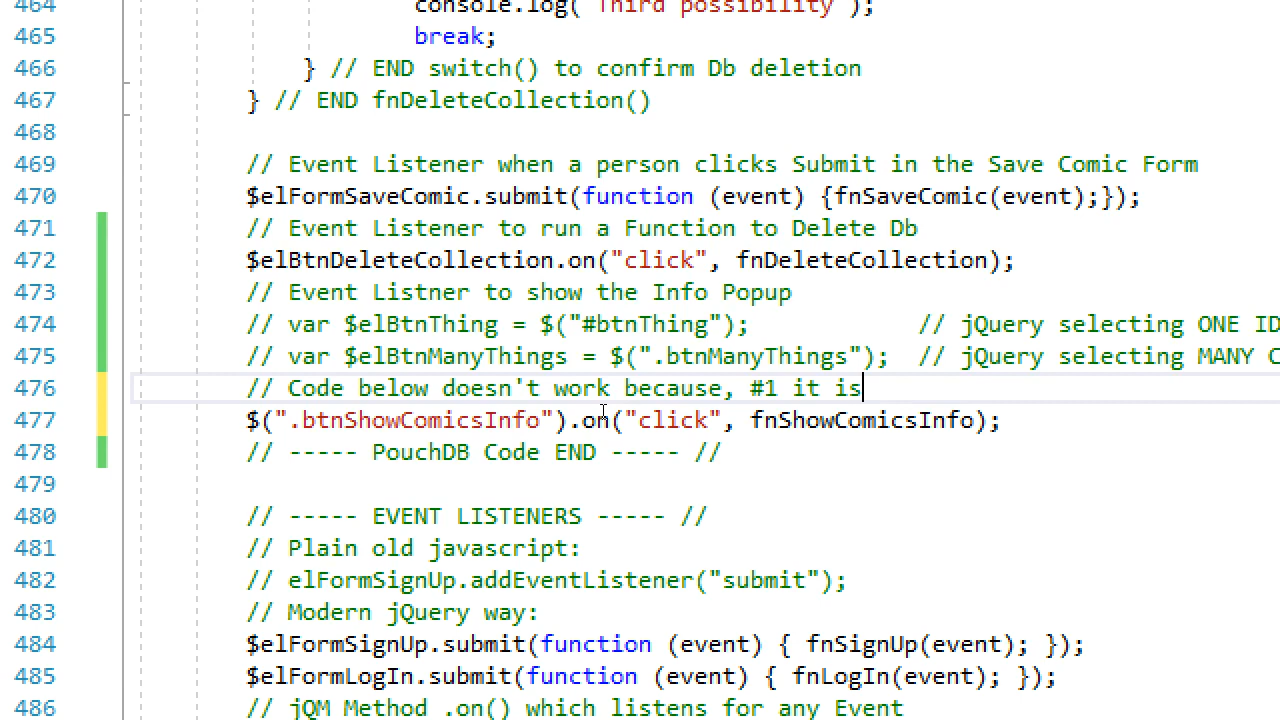 464 console.log("Third possibility");
465 break;
466 } // END switch() to confirm Db deletion
467 } // END fnDeleteCollection()
468
469 // Event Listener when a person clicks Submit in the Save Comic Form
470 $elFormSaveComic.submit(function (event) {fnSaveComic(event);});
471 // Event Listener to run a Function to Delete Db
472 $elBtnDeleteCollection.on("click", fnDeleteCollection);
473 // Event Listner to show the Info Popup
474 // var $elBtnThing = $("#btnThing"); // jQuery selecting ONE ID
475 // var $elBtnManyThings = $(".btnManyThings"); // jQuery selecting MANY C
476 // Code below doesn't work because, #1 it is
477 $(".btnShowComicsInfo").on("click", fnShowComicsInfo);
478 // ----- PouchDB Code END ----- //
479
480 // ----- EVENT LISTENERS ----- //
481 // Plain old javascript:
482 // elFormSignUp.addEventListener("submit");
483 // Modern jQuery way:
484 $elFormSignUp.submit(function (event) { fnSignUp(event); });
485 $elFormLogIn.submit(function (event) { fnLogIn(event); });
486 // jQM Method .on() which listens for any Event